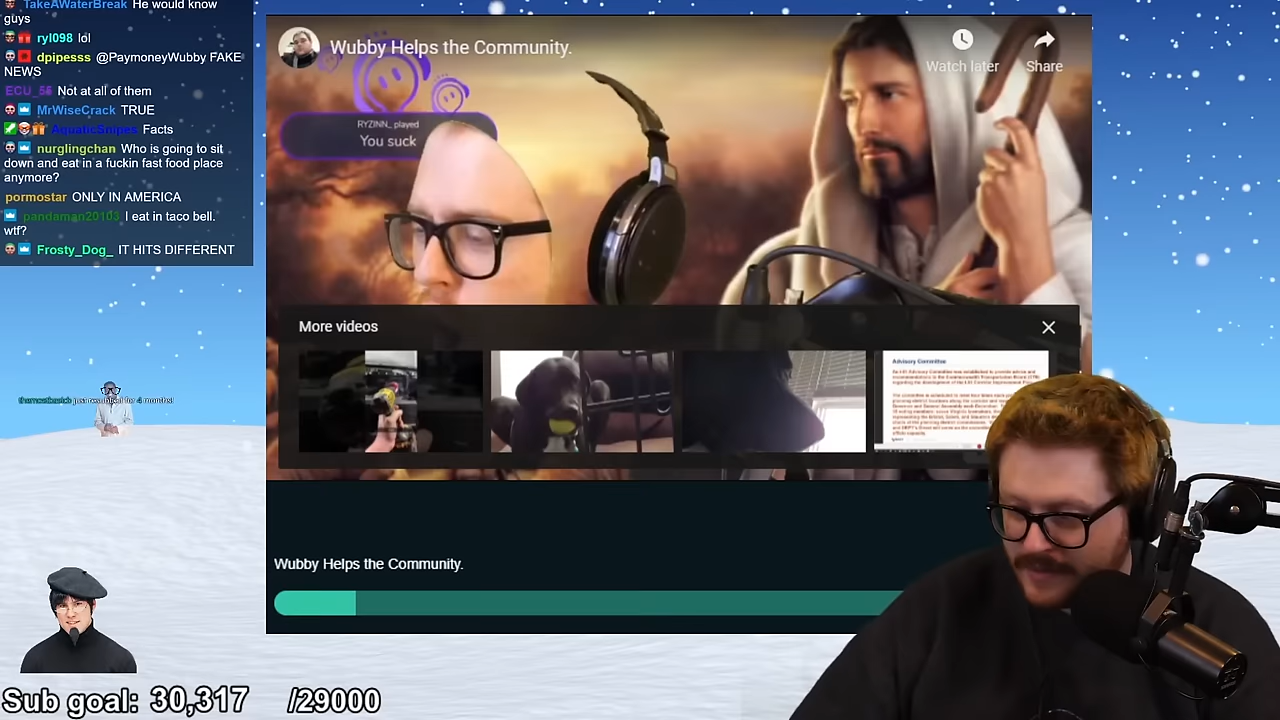 TakeAWaterBreak He would know
guys
ryl098 lol
dpipesss @PaymoneyWubby FAKE
NEWS
ECU_55 Not at all of them
MrWiseCrack TRUE
AquaticSnipes Facts
nurglingchan Who is going to sit
down and eat in a fuckin fast food place
anymore?
pormostar ONLY IN AMERICA
pandaman20103 I eat in taco bell.
wtf?
Frosty_Dog_ IT HITS DIFFERENT
Wubby Helps the Community.
Watch later
Share
RYZINN_ played
You suck
More videos
Advisory Committee
Wubby Helps the Community.
Sub goal: 30,317 /29000